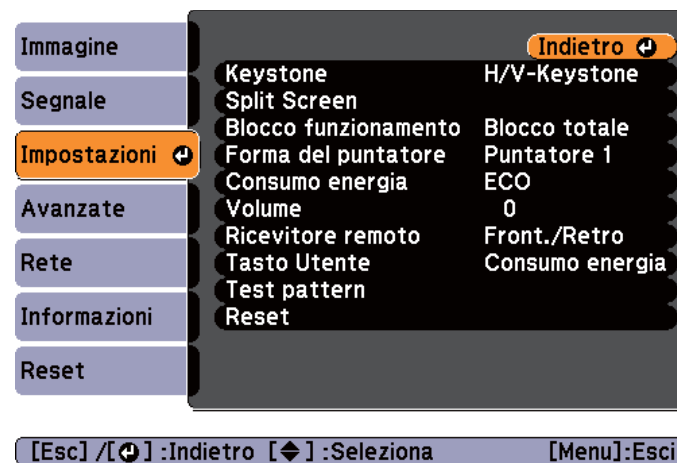 Immagine
Segnale
Impostazioni
Avanzate
Rete
Informazioni
Reset
Indietro
Keystone H/V-Keystone
Split Screen
Blocco funzionamento Blocco totale
Forma del puntatore Puntatore 1
Consumo energia ECO
Volume 0
Ricevitore remoto Front./Retro
Tasto Utente Consumo energia
Test pattern
Reset
[Esc] /[⏎] :Indietro [◆] :Seleziona [Menu]:Esci